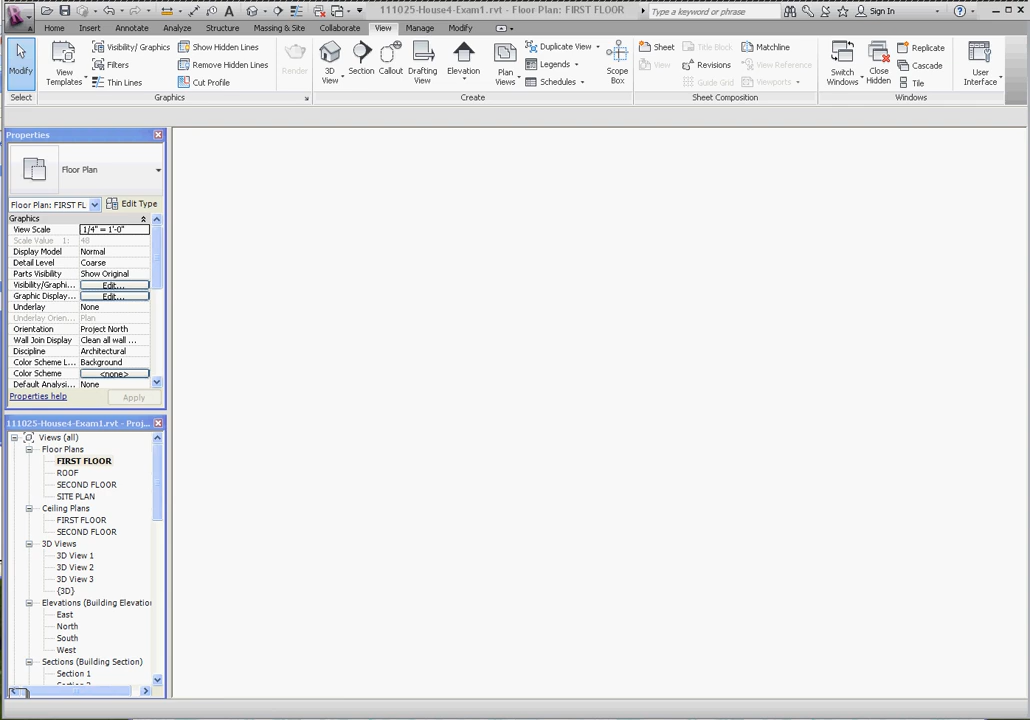 111025-House4-Exam1.rvt - Floor Plan: FIRST FLOOR
Type a keyword or phrase
Sign In
Home Insert Annotate Analyze Structure Massing & Site Collaborate View Manage Modify
Modify
View Templates
Visibility/ Graphics
Filters
Thin Lines
Show Hidden Lines
Remove Hidden Lines
Cut Profile
Render
3D View
Section
Callout
Drafting View
Elevation
Plan Views
Duplicate View
Legends
Schedules
Scope Box
Sheet
View
Title Block
Revisions
Guide Grid
Matchline
View Reference
Viewports
Switch Windows
Close Hidden
Replicate
Cascade
Tile
User Interface
Select Graphics Create Sheet Composition Windows
Properties
Floor Plan
Floor Plan: FIRST FL Edit Type
Graphics
View Scale 1/4" = 1'-0"
Scale Value 1: 48
Display Model Normal
Detail Level Coarse
Parts Visibility Show Original
Visibility/Graphi... Edit...
Graphic Display... Edit...
Underlay None
Underlay Orien... Plan
Orientation Project North
Wall Join Display Clean all wall ...
Discipline Architectural
Color Scheme L... Background
Color Scheme <none>
Default Analysi... None
Properties help Apply
111025-House4-Exam1.rvt - Proj...
Views (all)
Floor Plans
FIRST FLOOR
ROOF
SECOND FLOOR
SITE PLAN
Ceiling Plans
FIRST FLOOR
SECOND FLOOR
3D Views
3D View 1
3D View 2
3D View 3
{3D}
Elevations (Building Elevatio
East
North
South
West
Sections (Building Section)
Section 1